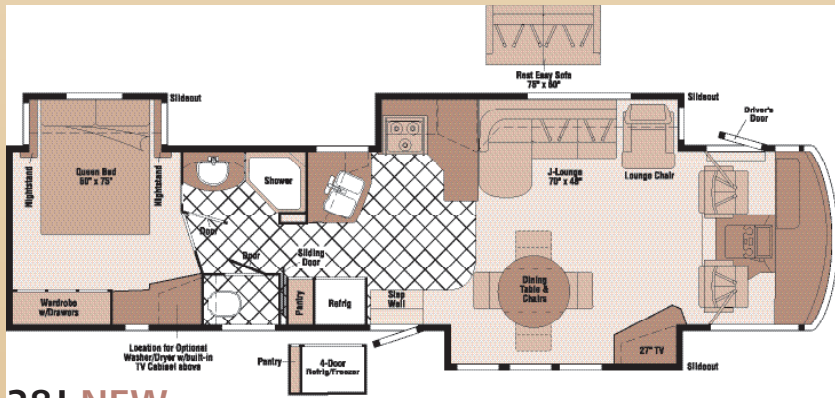 Rest Easy Sofa
75" x 60"
Slideout
Slideout
Driver's
Door
Queen Bed
60" x 75"
Nightstand
Nightstand
Shower
J-Lounge
70" x 48"
Lounge Chair
Door
Door
Sliding
Door
Dining
Table &
Chairs
Wardrobe
w/Drawers
Pantry
Refrig
Step
Well
Location for Optional
Washer/Dryer w/built-in
TV Cabinet above
Pantry
4-Door
Refrig/Freezer
27" TV
Slideout
NEW